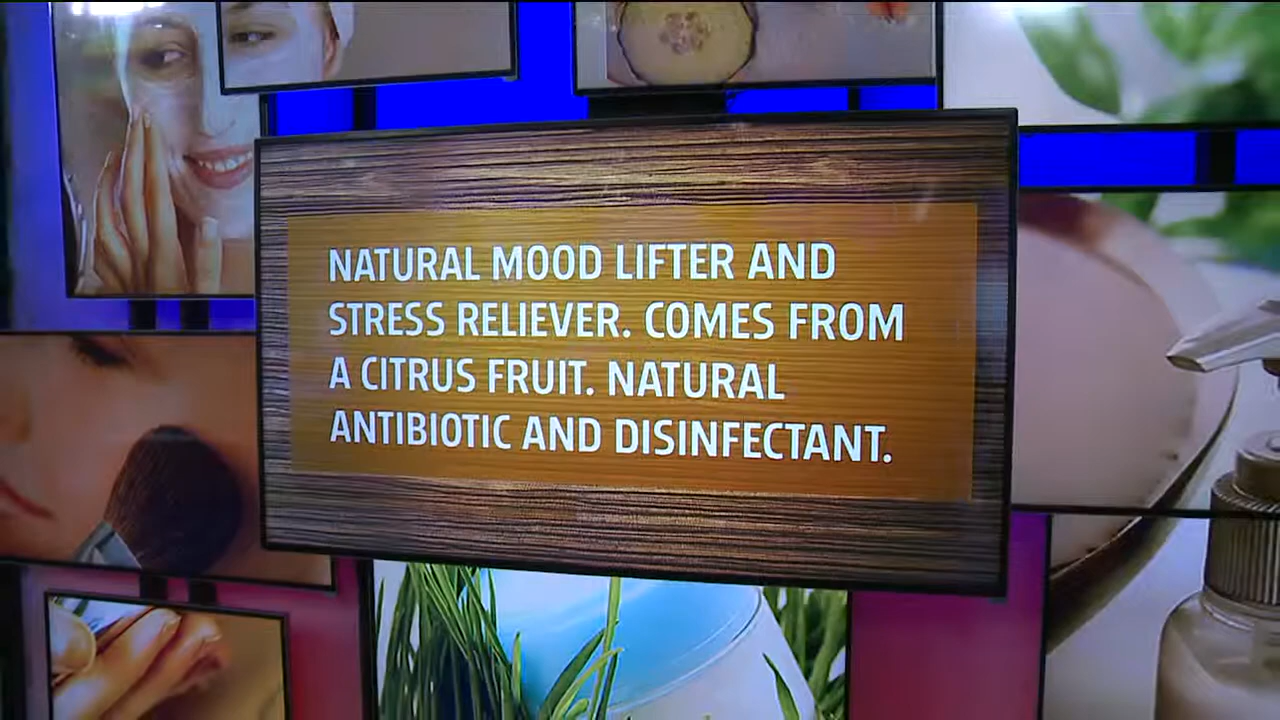 NATURAL MOOD LIFTER AND
STRESS RELIEVER. COMES FROM
A CITRUS FRUIT. NATURAL
ANTIBIOTIC AND DISINFECTANT.